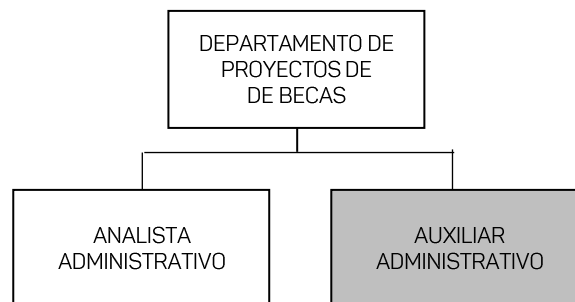 DEPARTAMENTO DE
PROYECTOS DE
DE BECAS
ANALISTA
ADMINISTRATIVO
AUXILIAR
ADMINISTRATIVO